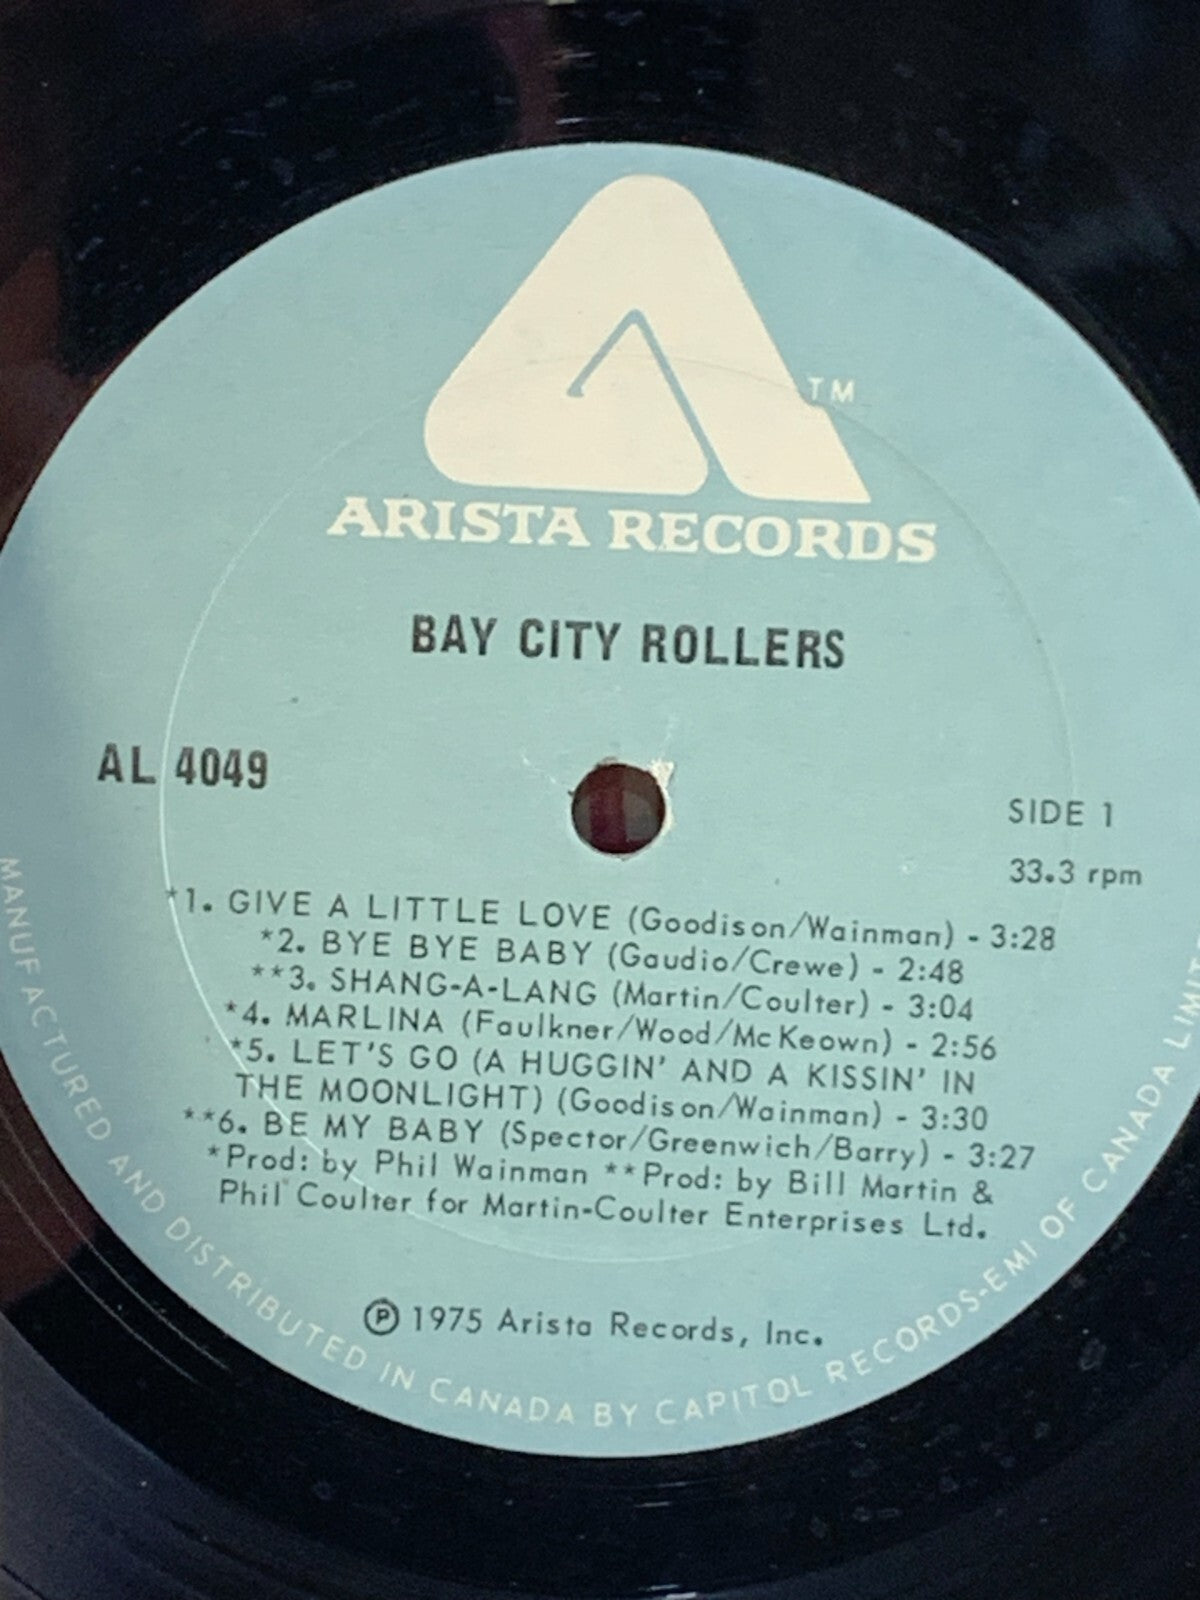 TM
ARISTA RECORDS
BAY CITY ROLLERS
AL 4049
SIDE 1
33.3 rpm
*1. GIVE A LITTLE LOVE (Goodison/Wainman) - 3:28
*2. BYE BYE BABY (Gaudio/Crewe) - 2:48
**3. SHANG-A-LANG (Martin/Coulter) - 3:04
*4. MARLINA (Faulkner/Wood/McKeown) - 2:56
*5. LET'S GO (A HUGGIN' AND A KISSIN' IN
THE MOONLIGHT) (Goodison/Wainman) - 3:30
**6. BE MY BABY (Spector/Greenwich/Barry) - 3:27
*Prod: by Phil Wainman **Prod: by Bill Martin &
Phil Coulter for Martin-Coulter Enterprises Ltd.
Ⓟ 1975 Arista Records, Inc.
MANUFACTURED AND DISTRIBUTED IN CANADA BY CAPITOL RECORDS-EMI OF CANADA